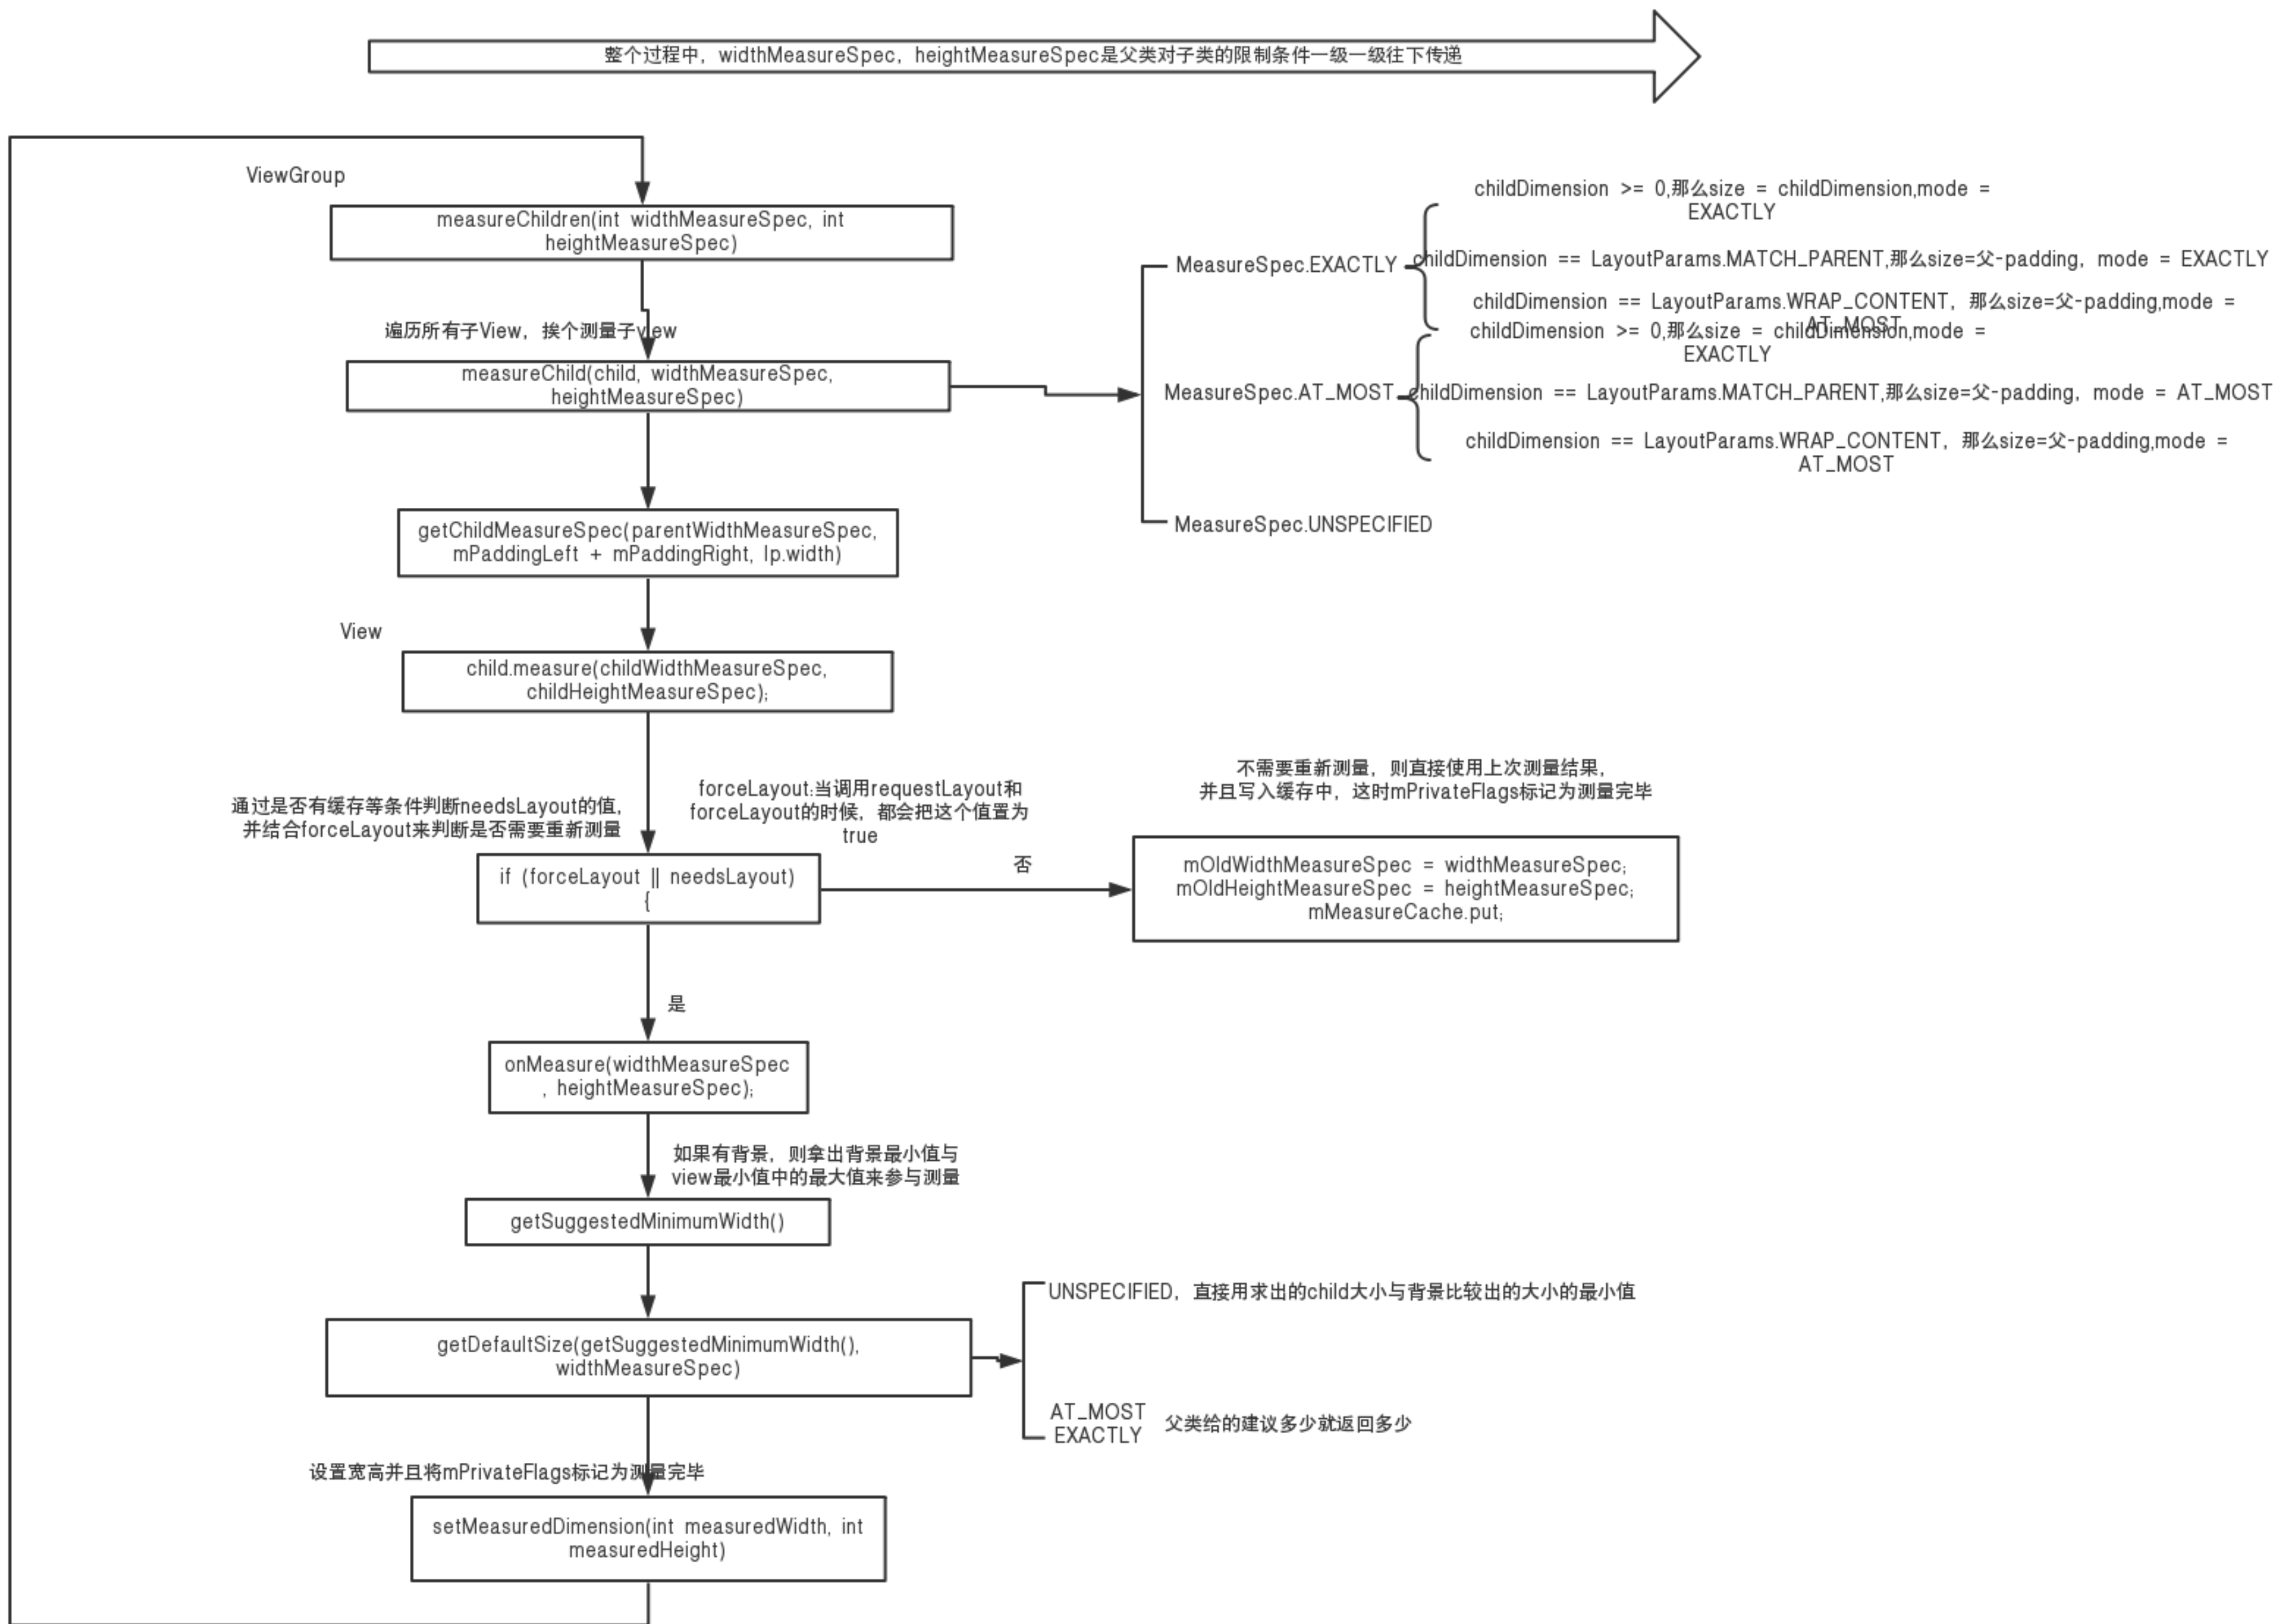 整个过程中，widthMeasureSpec，heightMeasureSpec是父类对子类的限制条件一级一级往下传递
ViewGroup
measureChildren(int widthMeasureSpec, int
heightMeasureSpec)
遍历所有子View，挨个测量子view
measureChild(child, widthMeasureSpec,
heightMeasureSpec)
MeasureSpec.EXACTLY
childDimension >= 0,那么size = childDimension,mode =
EXACTLY
childDimension == LayoutParams.MATCH_PARENT,那么size=父-padding，mode = EXACTLY
childDimension == LayoutParams.WRAP_CONTENT，那么size=父-padding,mode =
AT_MOST
MeasureSpec.AT_MOST
childDimension >= 0,那么size = childDimension,mode =
EXACTLY
childDimension == LayoutParams.MATCH_PARENT,那么size=父-padding，mode = AT_MOST
childDimension == LayoutParams.WRAP_CONTENT，那么size=父-padding,mode =
AT_MOST
MeasureSpec.UNSPECIFIED
getChildMeasureSpec(parentWidthMeasureSpec,
mPaddingLeft + mPaddingRight, lp.width)
View
child.measure(childWidthMeasureSpec,
childHeightMeasureSpec);
通过是否有缓存等条件判断needsLayout的值，
并结合forceLayout来判断是否需要重新测量
forceLayout:当调用requestLayout和
forceLayout的时候，都会把这个值置为
true
if (forceLayout || needsLayout)
{
否
不需要重新测量，则直接使用上次测量结果，
并且写入缓存中，这时mPrivateFlags标记为测量完毕
mOldWidthMeasureSpec = widthMeasureSpec;
mOldHeightMeasureSpec = heightMeasureSpec;
mMeasureCache.put;
是
onMeasure(widthMeasureSpec
, heightMeasureSpec);
如果有背景，则拿出背景最小值与
view最小值中的最大值来参与测量
getSuggestedMinimumWidth()
getDefaultSize(getSuggestedMinimumWidth(),
widthMeasureSpec)
UNSPECIFIED，直接用求出的child大小与背景比较出的大小的最小值
AT_MOST
EXACTLY
父类给的建议多少就返回多少
设置宽高并且将mPrivateFlags标记为测量完毕
setMeasuredDimension(int measuredWidth, int
measuredHeight)